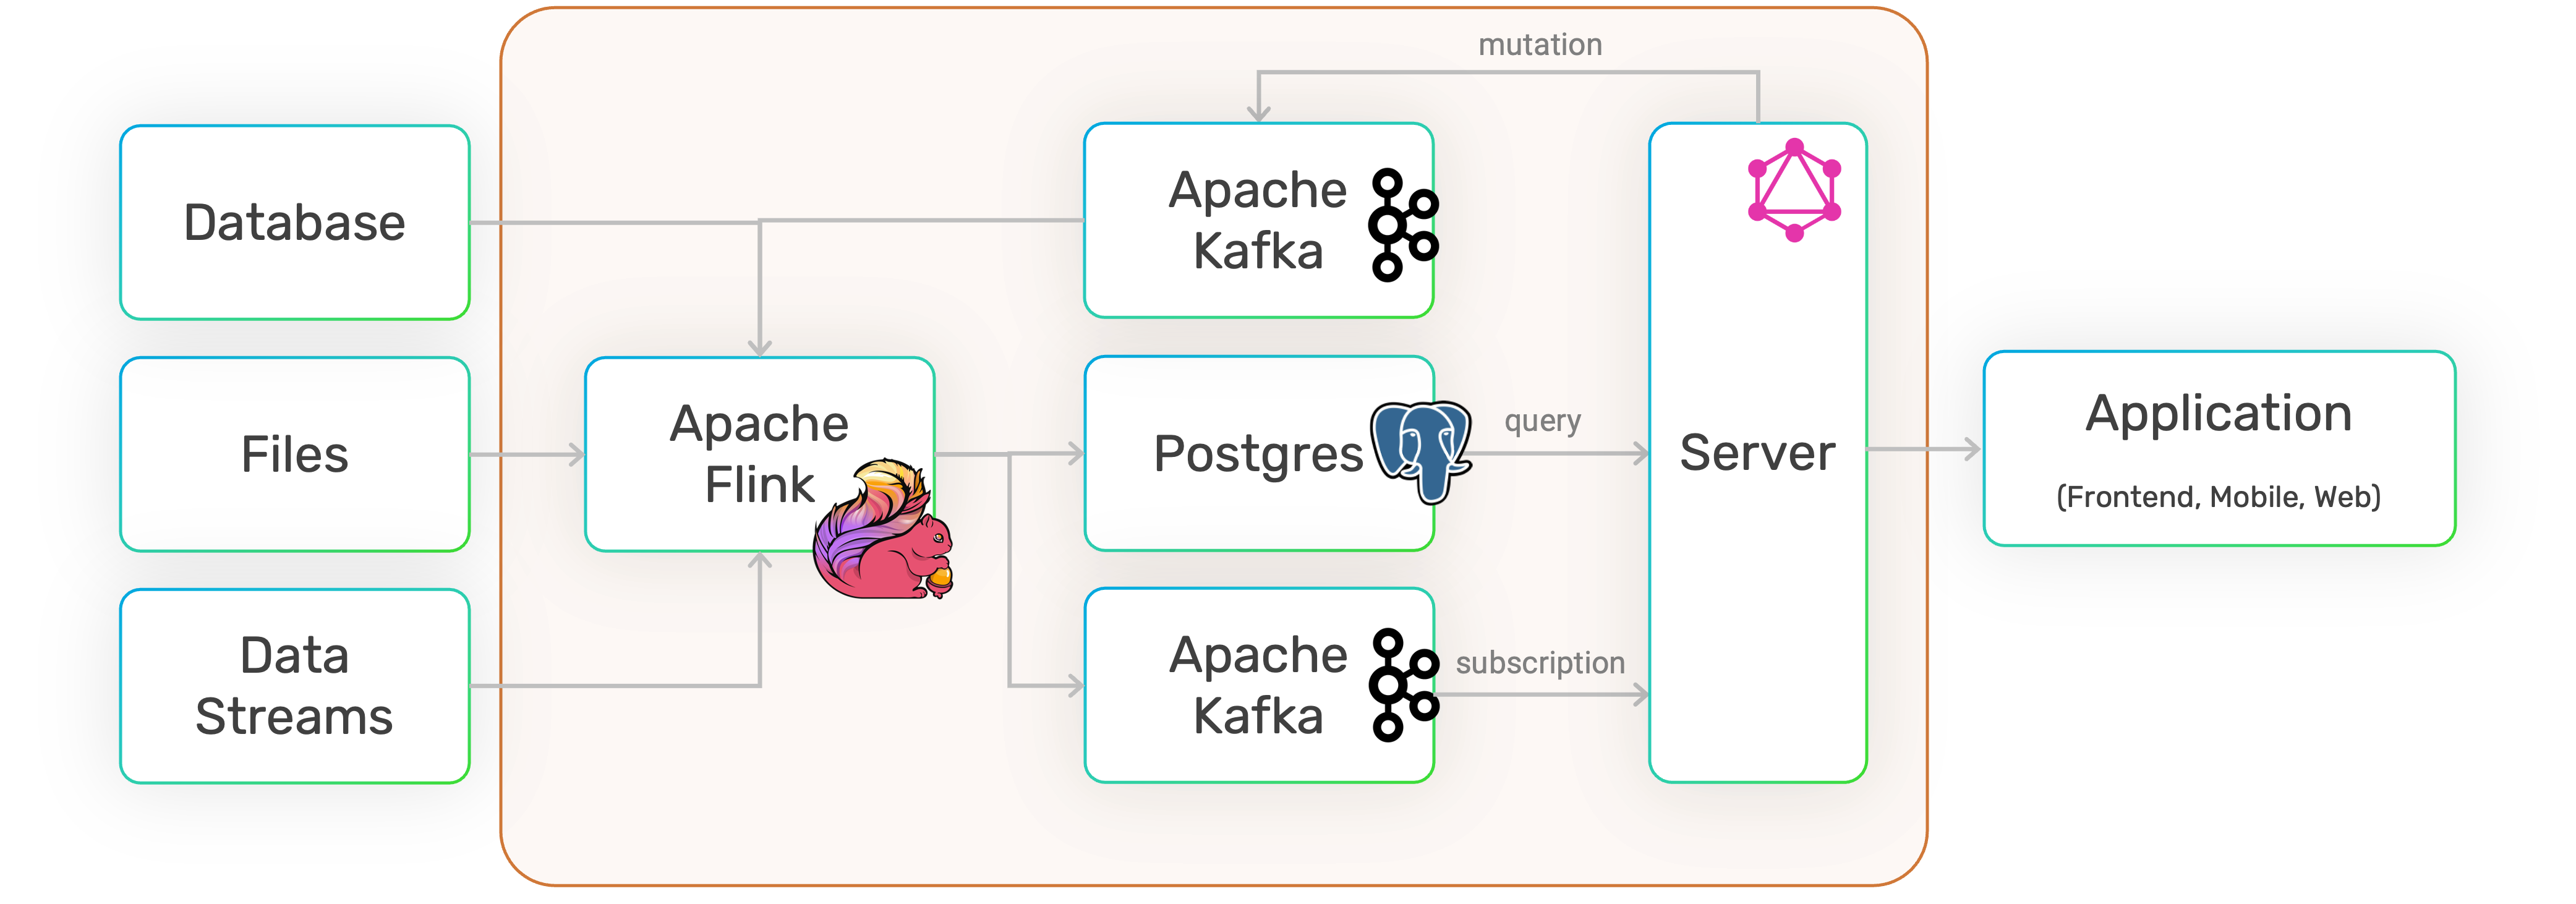 mutation
Database
Apache
Kafka
Files
Apache
Flink
Postgres
query
Server
Application
(Frontend, Mobile, Web)
Data
Streams
Apache
Kafka
subscription